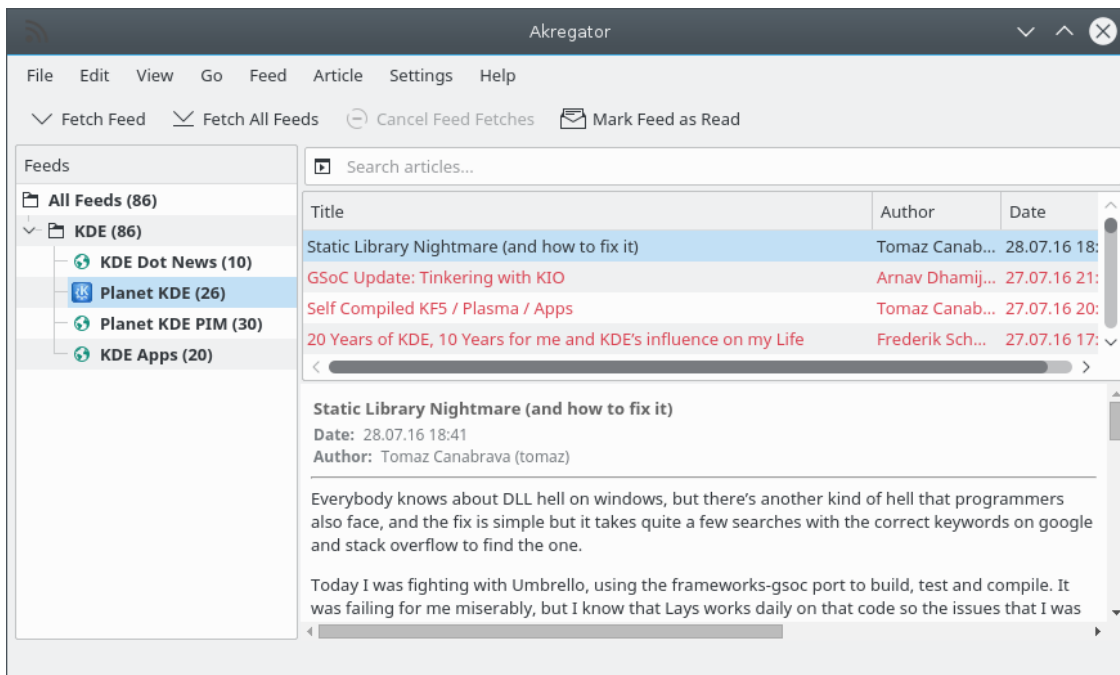 Akregator
File Edit View Go Feed Article Settings Help
Fetch Feed Fetch All Feeds Cancel Feed Fetches Mark Feed as Read
Feeds
All Feeds (86)
KDE (86)
KDE Dot News (10)
Planet KDE (26)
Planet KDE PIM (30)
KDE Apps (20)
Search articles...
Title Author Date
Static Library Nightmare (and how to fix it) Tomaz Canab... 28.07.16 18:
GSoC Update: Tinkering with KIO Arnav Dhamij... 27.07.16 21:
Self Compiled KF5 / Plasma / Apps Tomaz Canab... 27.07.16 20:
20 Years of KDE, 10 Years for me and KDE’s influence on my Life Frederik Sch... 27.07.16 17:
Static Library Nightmare (and how to fix it)
Date: 28.07.16 18:41
Author: Tomaz Canabrava (tomaz)
Everybody knows about DLL hell on windows, but there’s another kind of hell that programmers
also face, and the fix is simple but it takes quite a few searches with the correct keywords on google
and stack overflow to find the one.
Today I was fighting with Umbrello, using the frameworks-gsoc port to build, test and compile. It
was failing for me miserably, but I know that Lays works daily on that code so the issues that I was